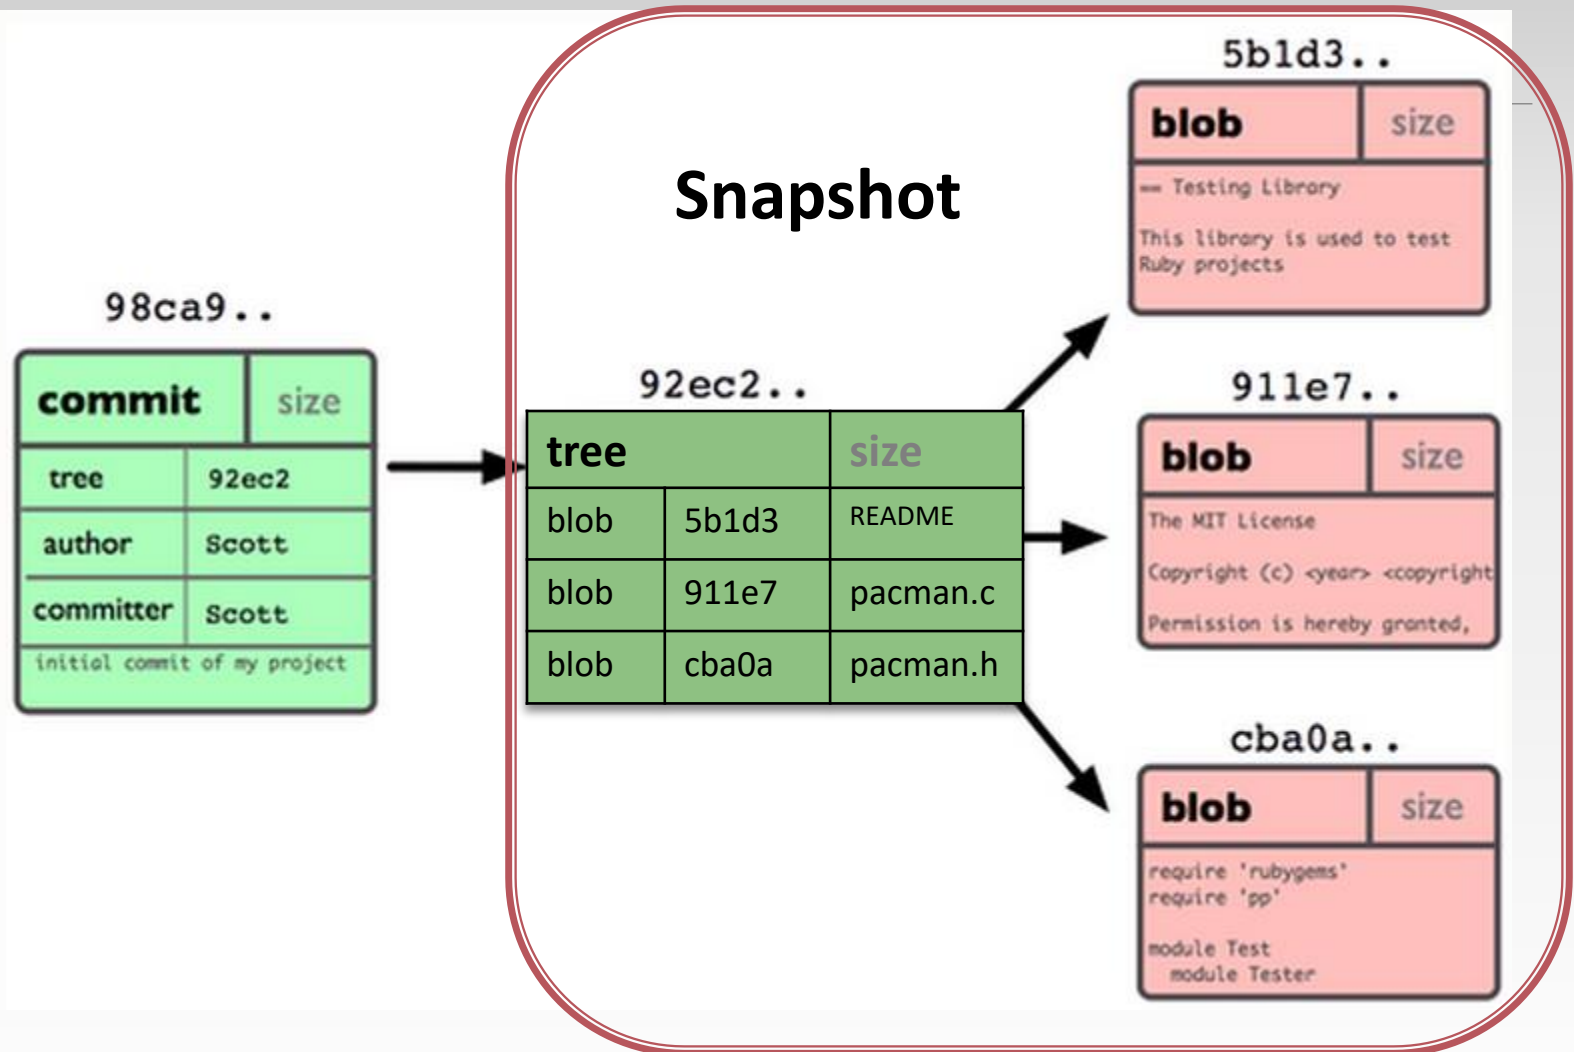 Snapshot
98ca9..
commit size
tree 92ec2
author Scott
committer Scott
initial commit of my project
92ec2..
tree size
blob 5b1d3 README
blob 911e7 pacman.c
blob cba0a pacman.h
5b1d3..
blob size
== Testing Library
This library is used to test
Ruby projects
911e7..
blob size
The MIT License
Copyright (c) <year> <copyright
Permission is hereby granted,
cba0a..
blob size
require 'rubygems'
require 'pp'
module Test
module Tester